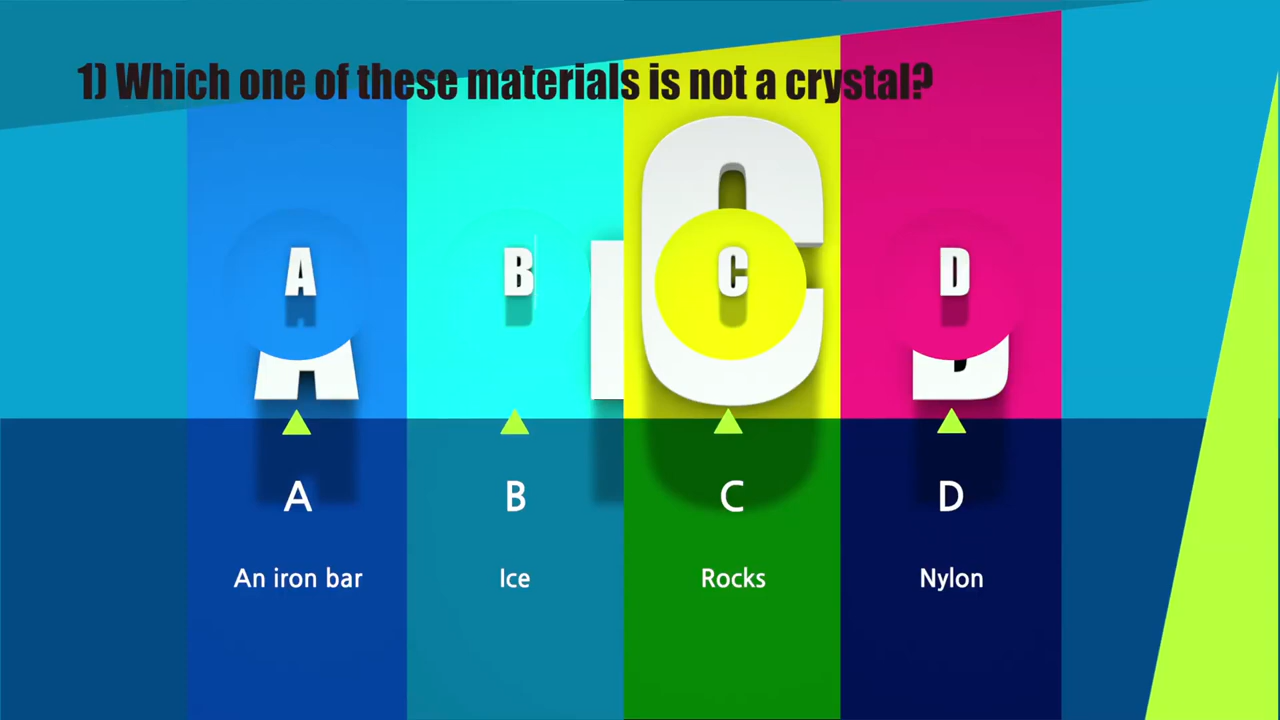 1) Which one of these materials is not a crystal?
A
B
C
D
A
B
C
D
An iron bar
Ice
Rocks
Nylon